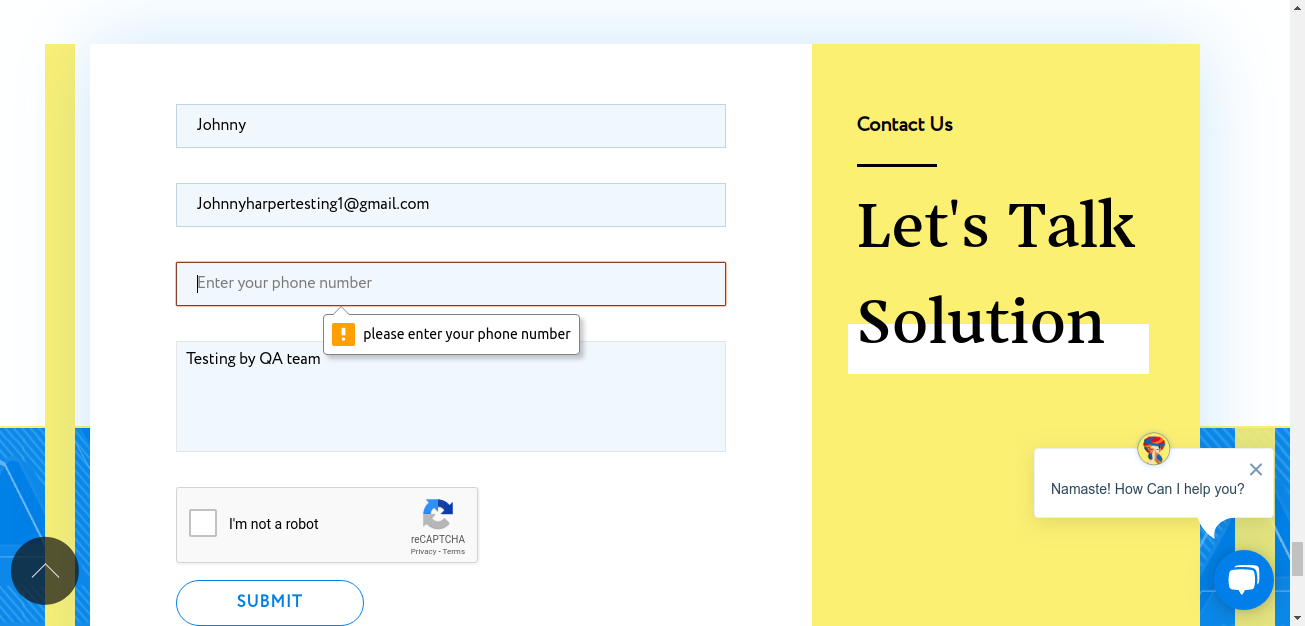 Johnny
Johnnyharpertesting1@gmail.com
Enter your phone number
please enter your phone number
Testing by QA team
I'm not a robot
reCAPTCHA
Privacy - Terms
SUBMIT
Contact Us
Let's Talk
Solution
Namaste! How Can I help you?